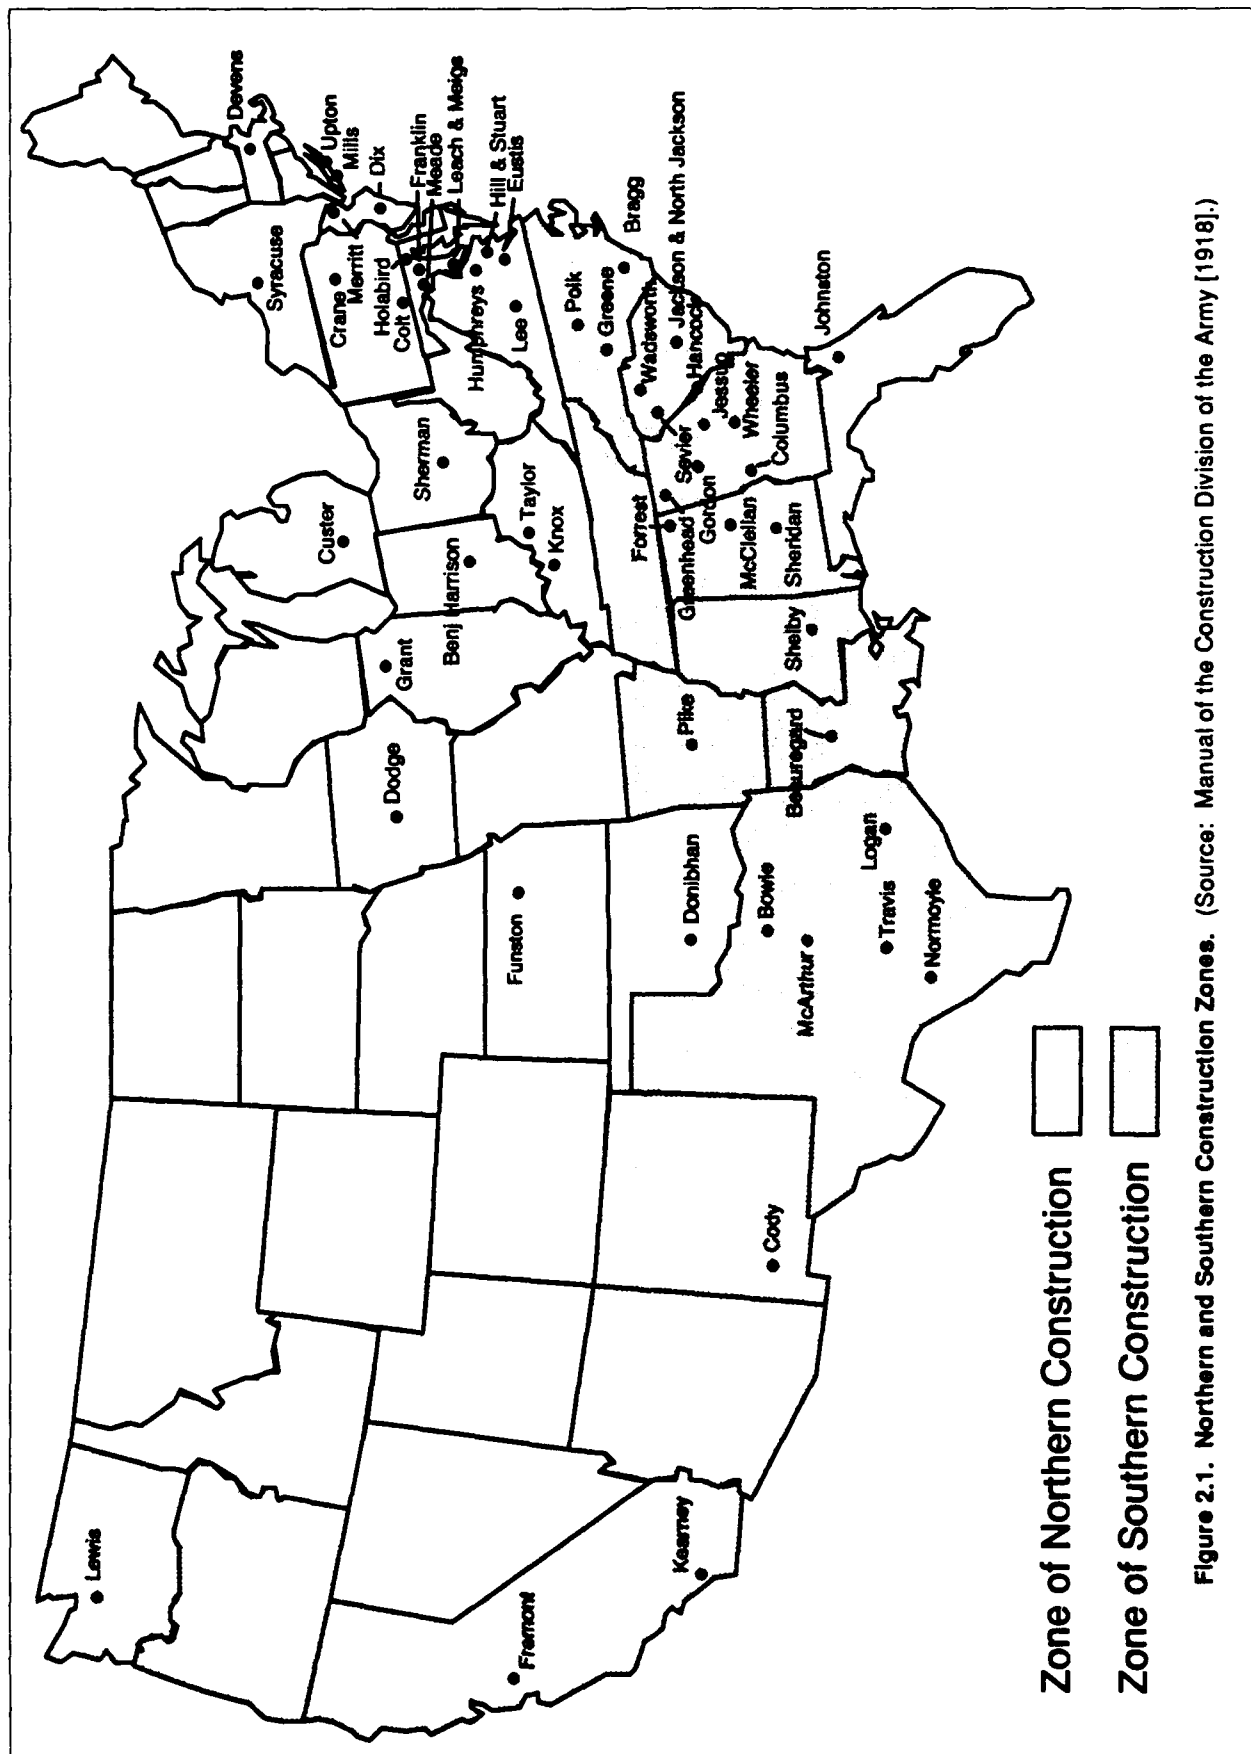 Devens
Upton
Mills
Dix
Franklin
Meade
Leach & Meigs
Hill & Stuart
Eustis
Syracuse
Crane
Merritt
Holabird
Colt
Humphreys
Lee
Polk
Greene
Bragg
Wadsworth
Jackson & North Jackson
Hancock
Jessup
Wheeler
Columbus
Johnston
Sherman
Sevier
Gordon
Custer
Taylor
Knox
Forrest
Greenhead
McClellan
Sheridan
Benj Harrison
Grant
Shelby
Dodge
Pike
Beauregard
Funston
Donibhan
Bowie
McArthur
Logan
Travis
Normoyle
Cody
Lewis
Kearney
Fremont
Zone of Northern Construction
Zone of Southern Construction
Figure 2.1. Northern and Southern Construction Zones. (Source: Manual of the Construction Division of the Army [1918].)